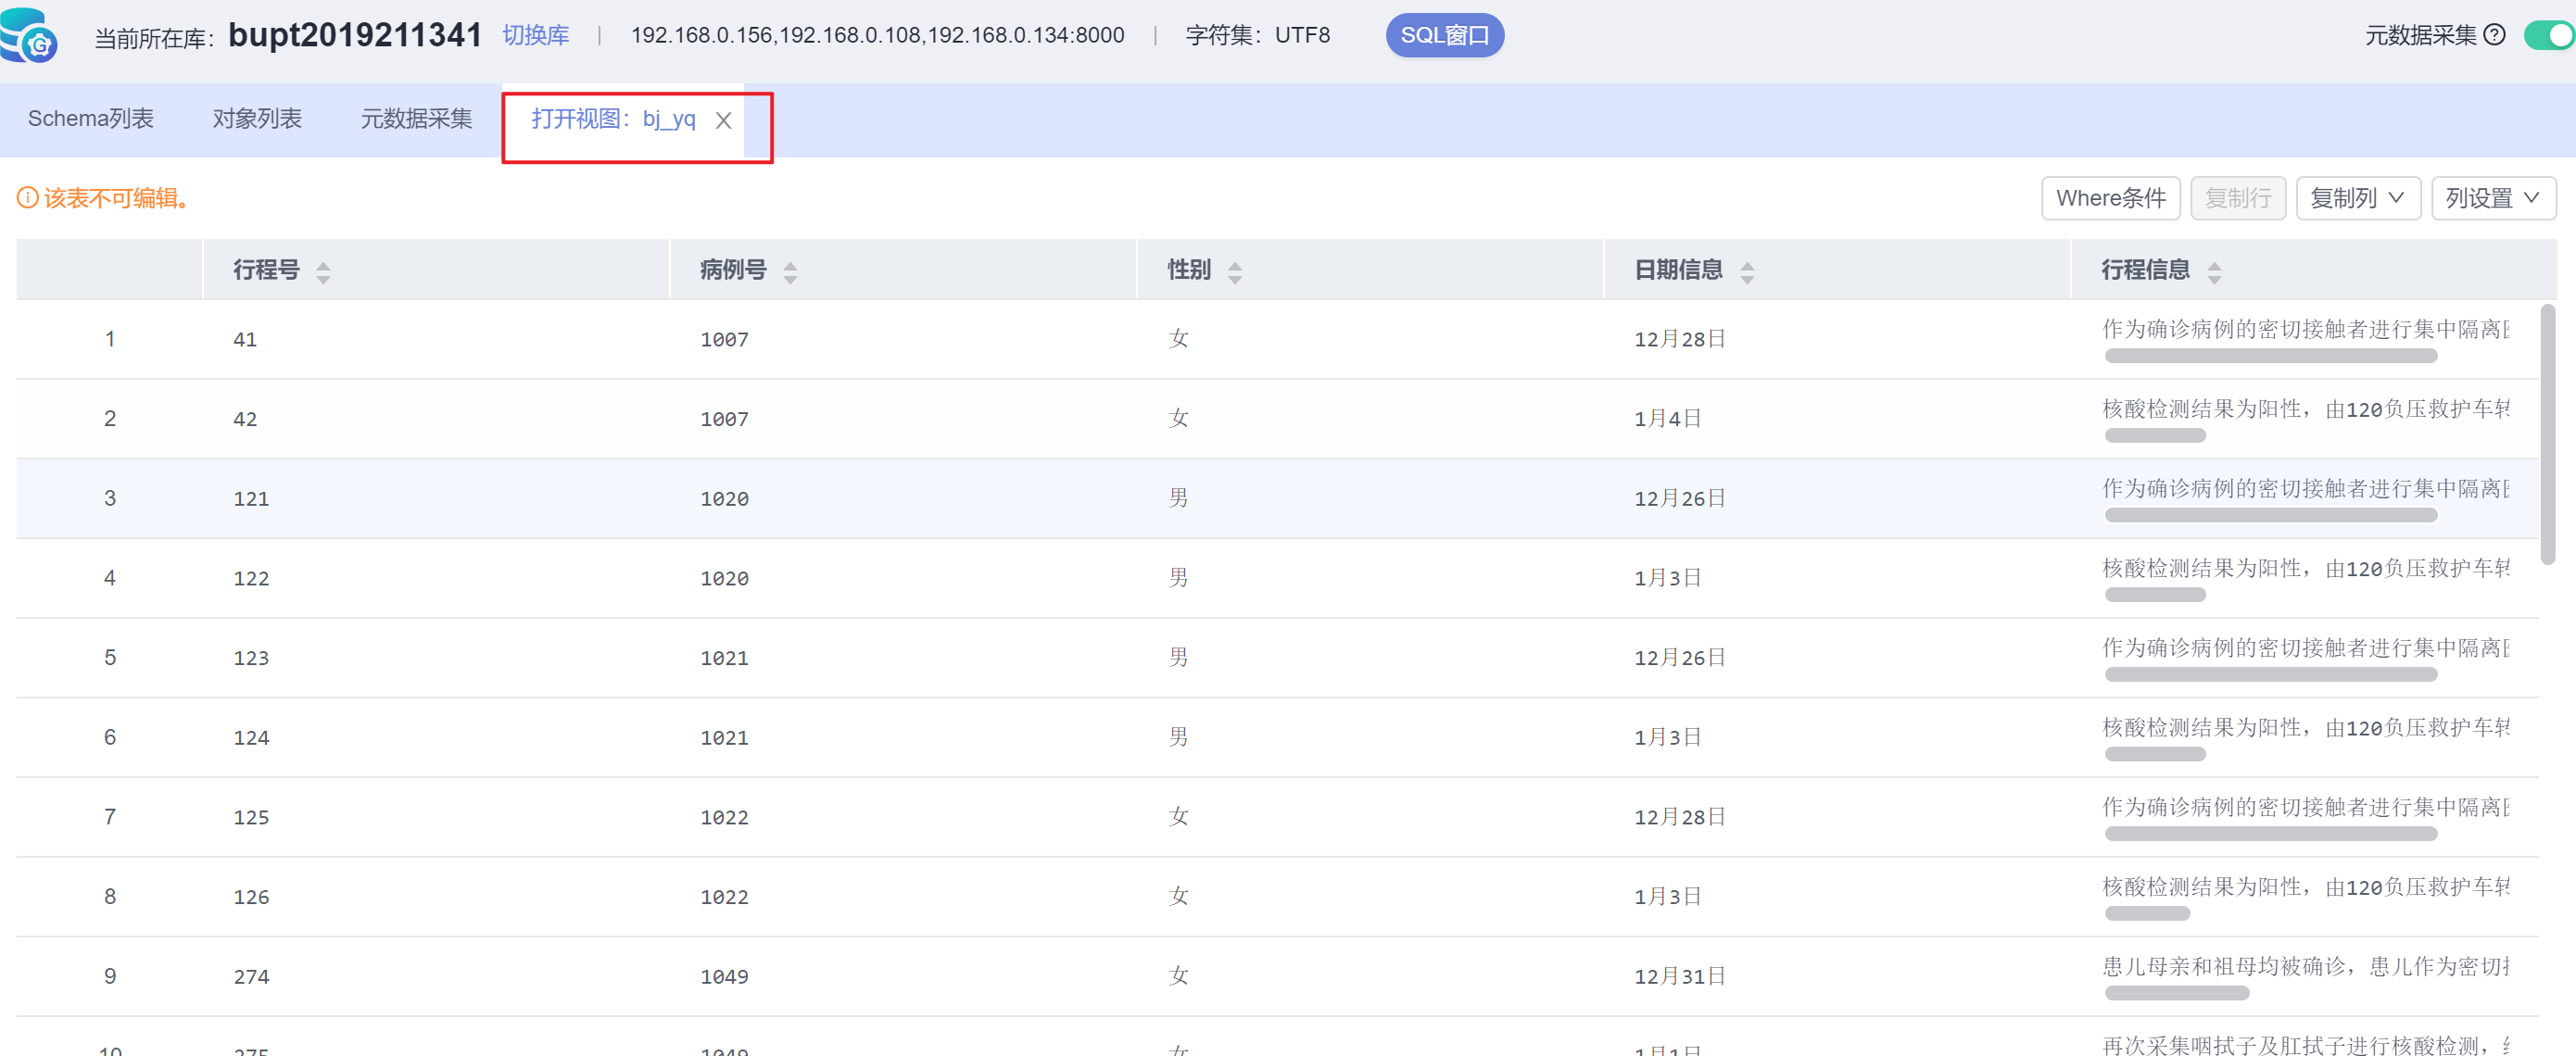 当前所在库：bupt2019211341 切换库 | 192.168.0.156,192.168.0.108,192.168.0.134:8000 | 字符集：UTF8 SQL窗口 元数据采集
Schema列表 对象列表 元数据采集 打开视图：bj_yq X
该表不可编辑。 Where条件 复制行 复制列 列设置
行程号 病例号 性别 日期信息 行程信息
1 41 1007 女 12月28日 作为确诊病例的密切接触者进行集中隔离
2 42 1007 女 1月4日 核酸检测结果为阳性，由120负压救护车转
3 121 1020 男 12月26日 作为确诊病例的密切接触者进行集中隔离
4 122 1020 男 1月3日 核酸检测结果为阳性，由120负压救护车转
5 123 1021 男 12月26日 作为确诊病例的密切接触者进行集中隔离
6 124 1021 男 1月3日 核酸检测结果为阳性，由120负压救护车转
7 125 1022 女 12月28日 作为确诊病例的密切接触者进行集中隔离
8 126 1022 女 1月3日 核酸检测结果为阳性，由120负压救护车转
9 274 1049 女 12月31日 患儿母亲和祖母均被确诊，患儿作为密切
10 275 1049 女 1月1日 再次采集咽拭子及肛拭子进行核酸检测，